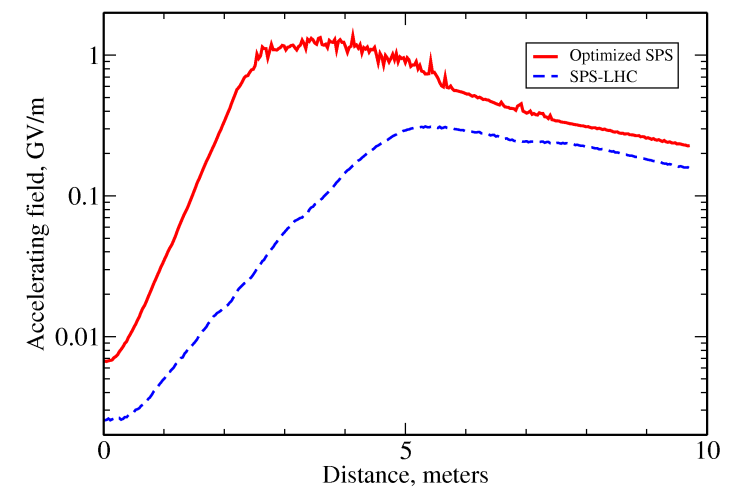 Accelerating field, GV/m
1
0.1
0.01
Optimized SPS
SPS-LHC
0
5
10
Distance, meters